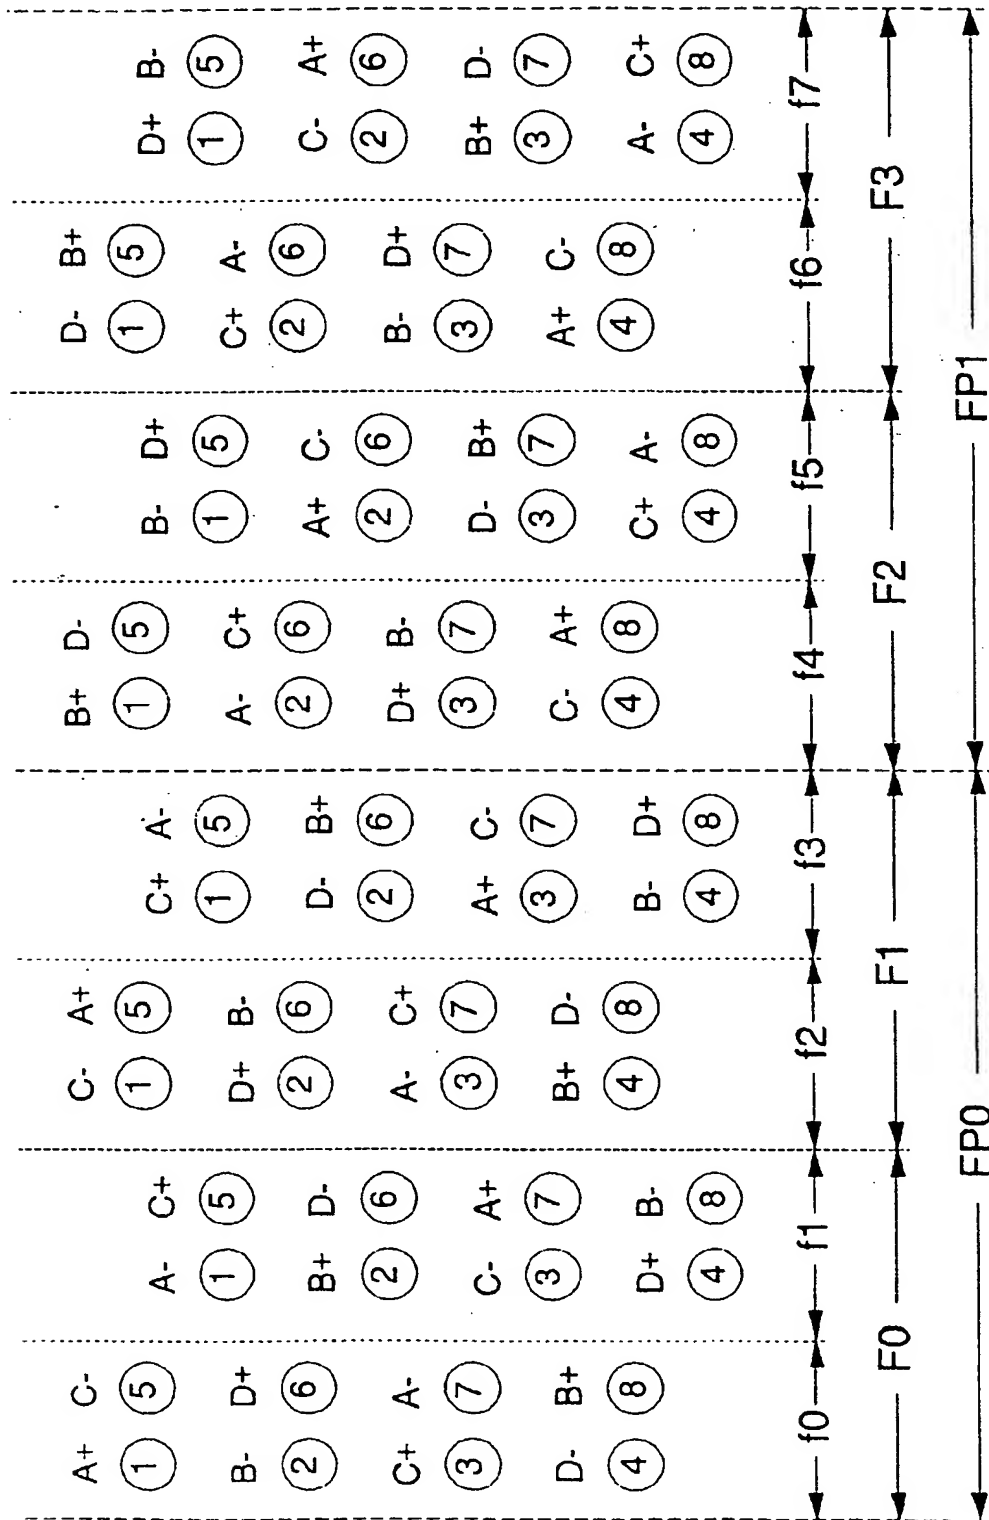 A+ C- C- A+ B+ D- D- B+
1 5 1 5 1 5 1 5
A- C+ C+ A- B- D+ D+ B-
1 5 1 5 1 5 1 5
B- D+ D+ B- A- C+ C+ A-
2 6 2 6 2 6 2 6
B+ D- D- B+ A+ C- C- A+
2 6 2 6 2 6 2 6
C+ A- A- C+ D+ B- B- D+
3 7 3 7 3 7 3 7
C- A+ A+ C- D- B+ B+ D-
3 7 3 7 3 7 3 7
D- B+ B+ D- C- A+ A+ C-
4 8 4 8 4 8 4 8
D+ B- B- D+ C+ A- A- C+
4 8 4 8 4 8 4 8
f0 f1 f2 f3 f4 f5 f6 f7
F0 F1 F2 F3
FP0 FP1